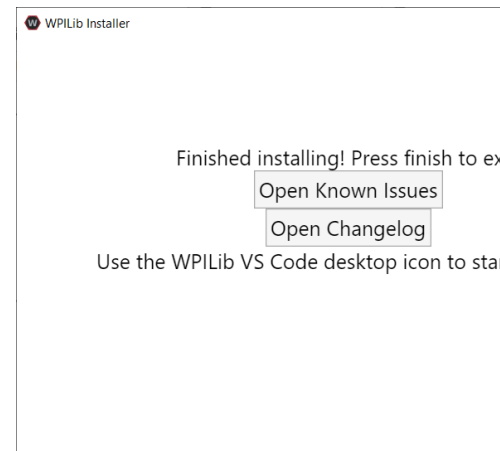 W WPILib Installer
Finished installing! Press finish to ex
Open Known Issues
Open Changelog
Use the WPILib VS Code desktop icon to star